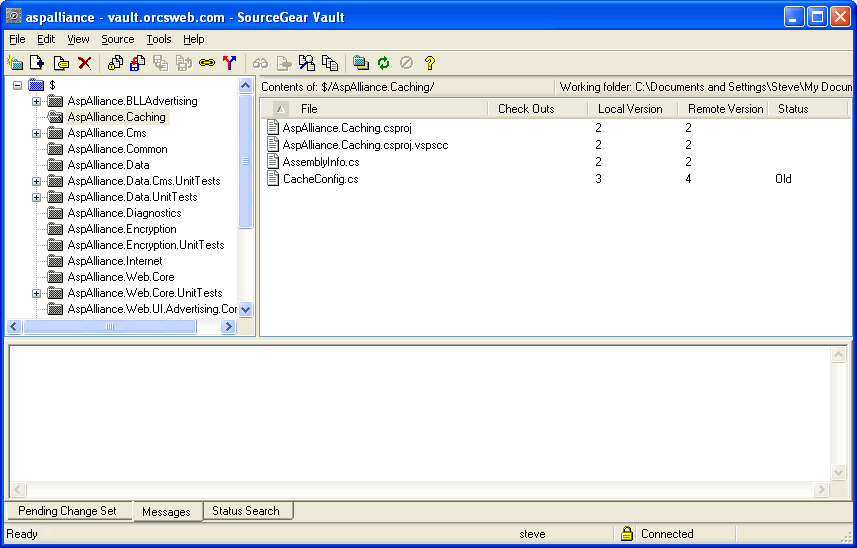 aspalliance - vault.orcsweb.com - SourceGear Vault
File Edit View Source Tools Help
$
AspAlliance.BLLAdvertising
AspAlliance.Caching
AspAlliance.Cms
AspAlliance.Common
AspAlliance.Data
AspAlliance.Data.Cms.UnitTests
AspAlliance.Data.UnitTests
AspAlliance.Diagnostics
AspAlliance.Encryption
AspAlliance.Encryption.UnitTests
AspAlliance.Internet
AspAlliance.Web.Core
AspAlliance.Web.Core.UnitTests
AspAlliance.Web.UI.Advertising.Cor
Contents of: $/AspAlliance.Caching/ Working folder: C:\Documents and Settings\Steve\My Docum
File Check Outs Local Version Remote Version Status
AspAlliance.Caching.csproj 2 2
AspAlliance.Caching.csproj.vspscc 2 2
AssemblyInfo.cs 2 2
CacheConfig.cs 3 4 Old
Pending Change Set Messages Status Search
Ready steve Connected